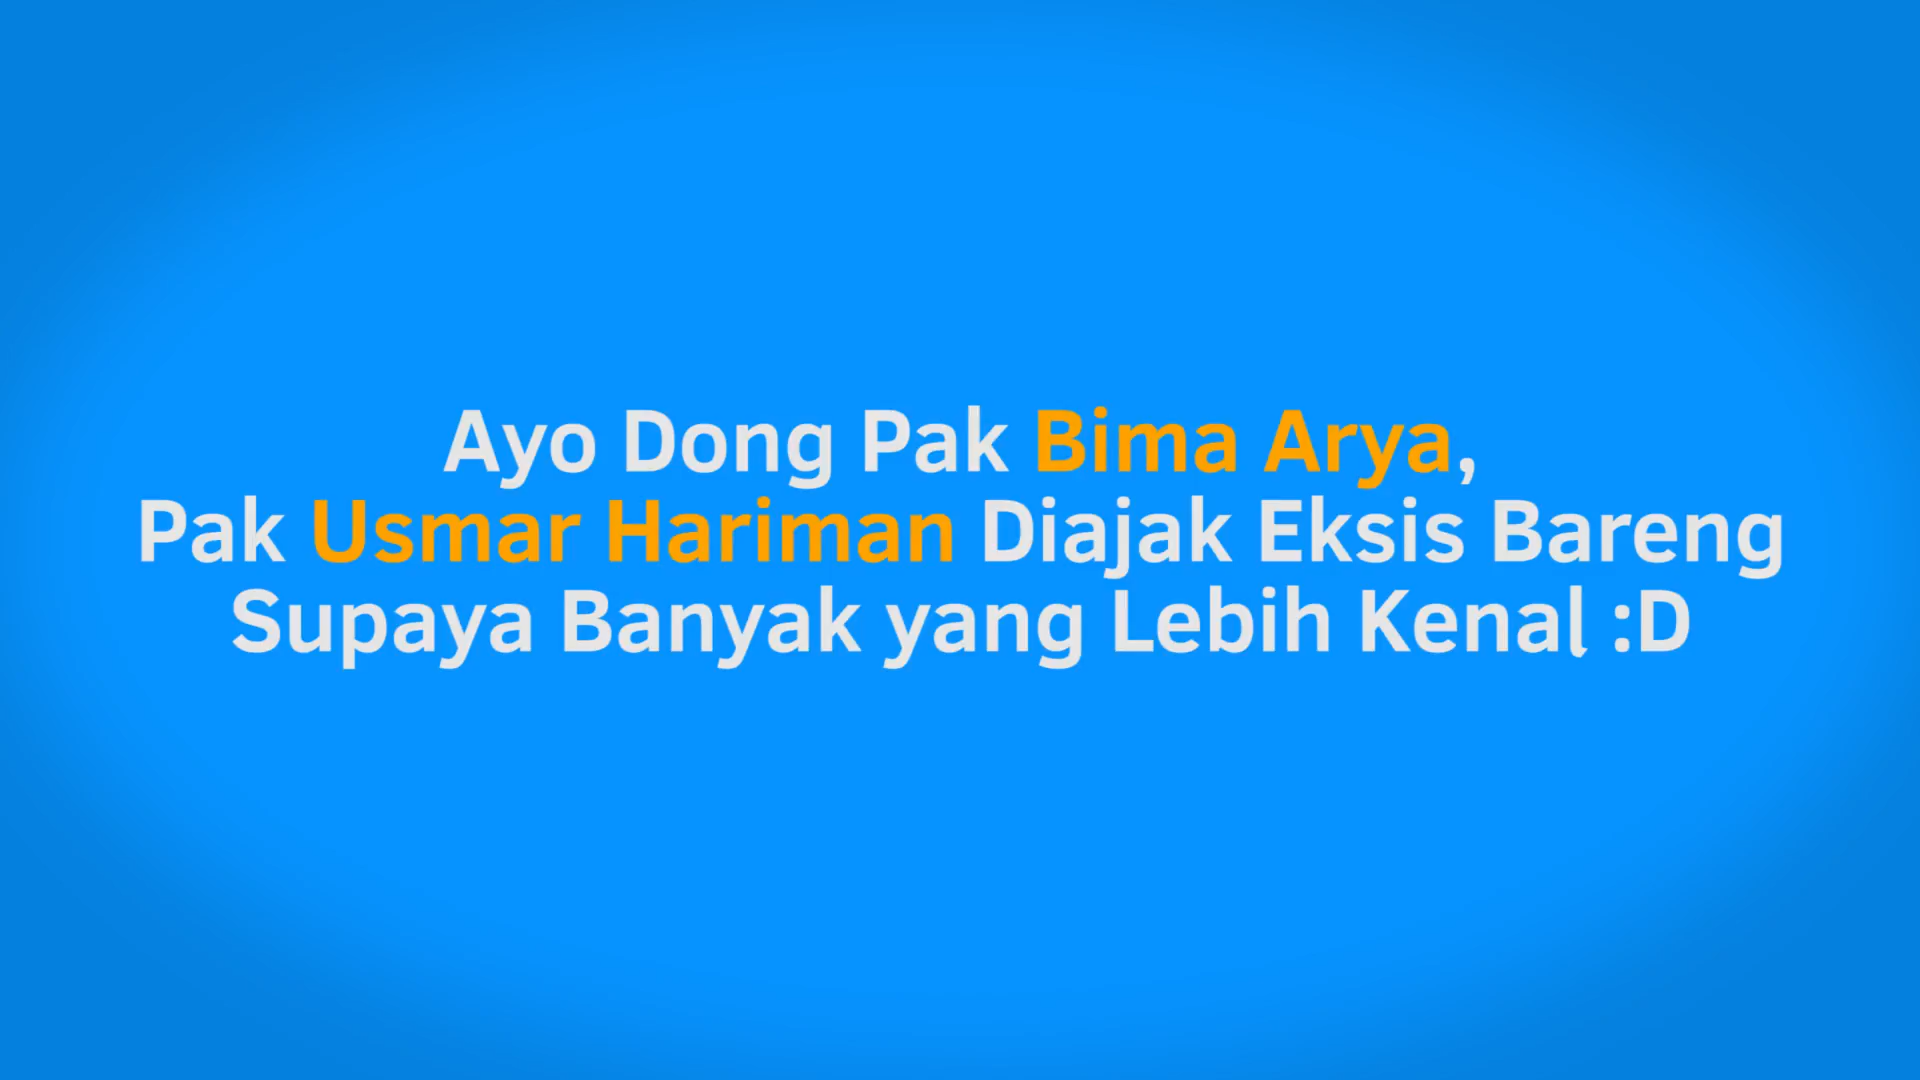 Ayo Dong Pak Bima Arya,
Pak Usmar Hariman Diajak Eksis Bareng
Supaya Banyak yang Lebih Kenal :D